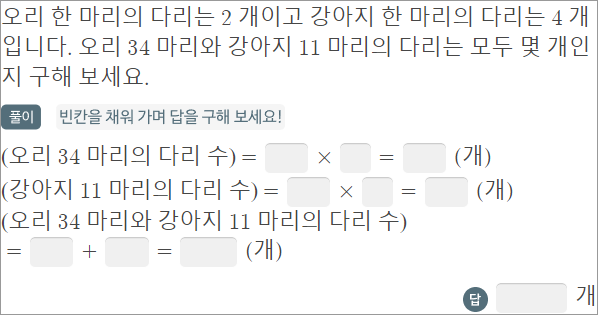 오리 한 마리의 다리는 2 개이고 강아지 한 마리의 다리는 4 개
입니다. 오리 34 마리와 강아지 11 마리의 다리는 모두 몇 개인
지 구해 보세요.
풀이 빈칸을 채워 가며 답을 구해 보세요!
(오리 34 마리의 다리 수) = × = (개)
(강아지 11 마리의 다리 수) = × = (개)
(오리 34 마리와 강아지 11 마리의 다리 수)
= + = (개)
답 개